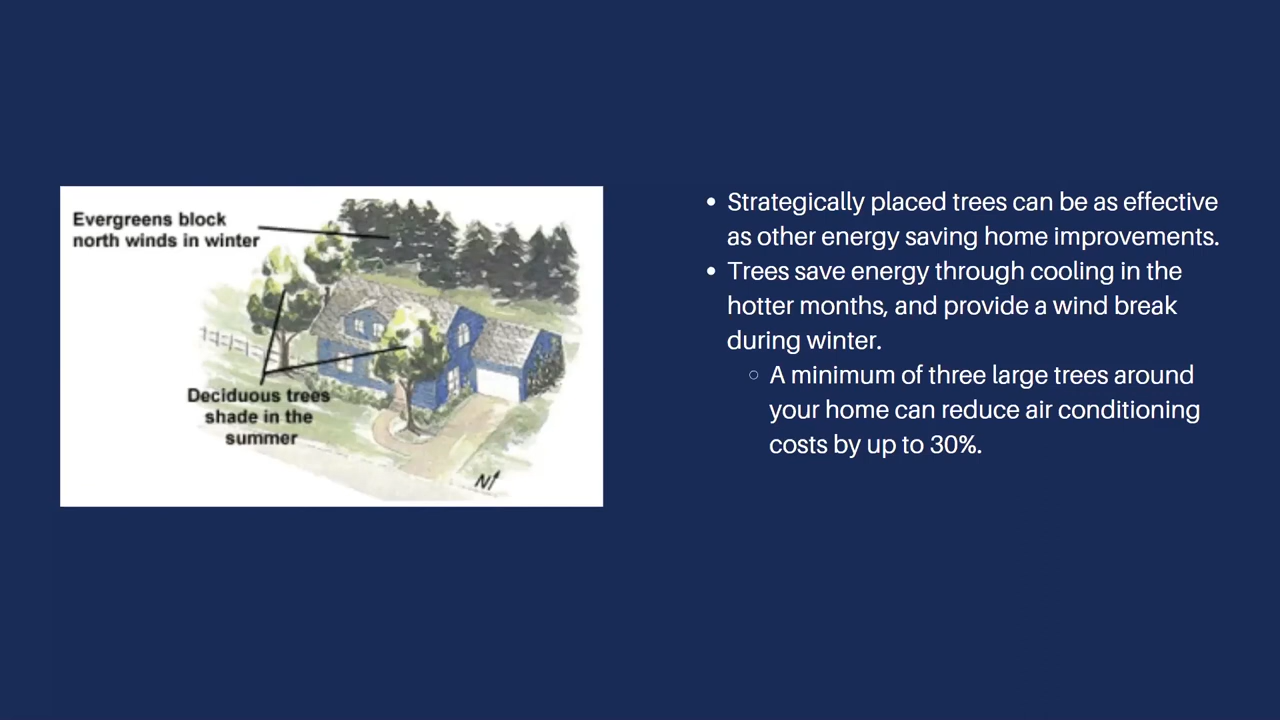 Evergreens block
north winds in winter
Deciduous trees
shade in the
summer
N
• Strategically placed trees can be as effective
as other energy saving home improvements.
• Trees save energy through cooling in the
hotter months, and provide a wind break
during winter.
○ A minimum of three large trees around
your home can reduce air conditioning
costs by up to 30%.